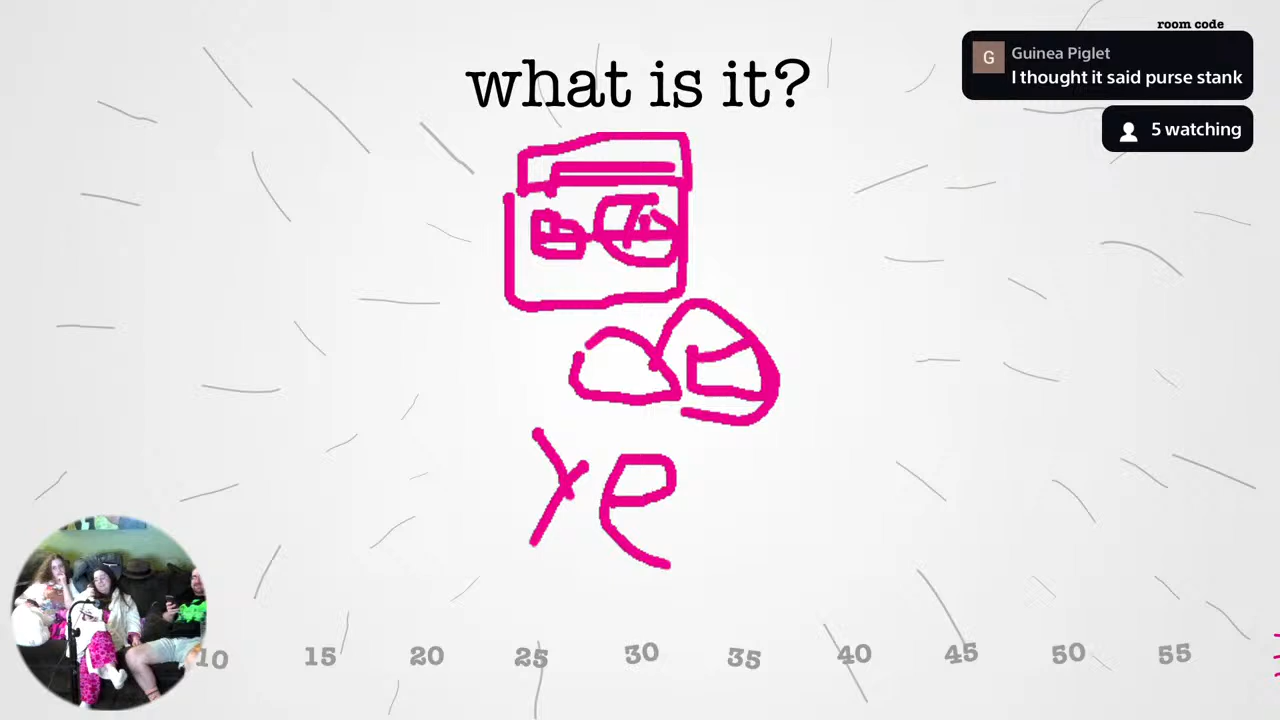 room code
what is it?
G
Guinea Piglet
I thought it said purse stank
5 watching
ye
10 15 20 25 30 35 40 45 50 55